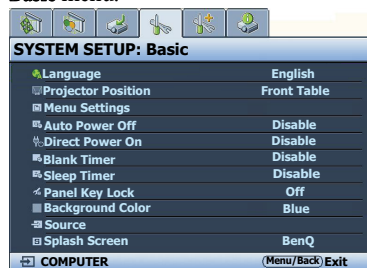 SYSTEM SETUP: Basic
Language English
Projector Position Front Table
Menu Settings
Auto Power Off Disable
Direct Power On Disable
Blank Timer Disable
Sleep Timer Disable
Panel Key Lock Off
Background Color Blue
Source
Splash Screen BenQ
COMPUTER Menu/Back Exit